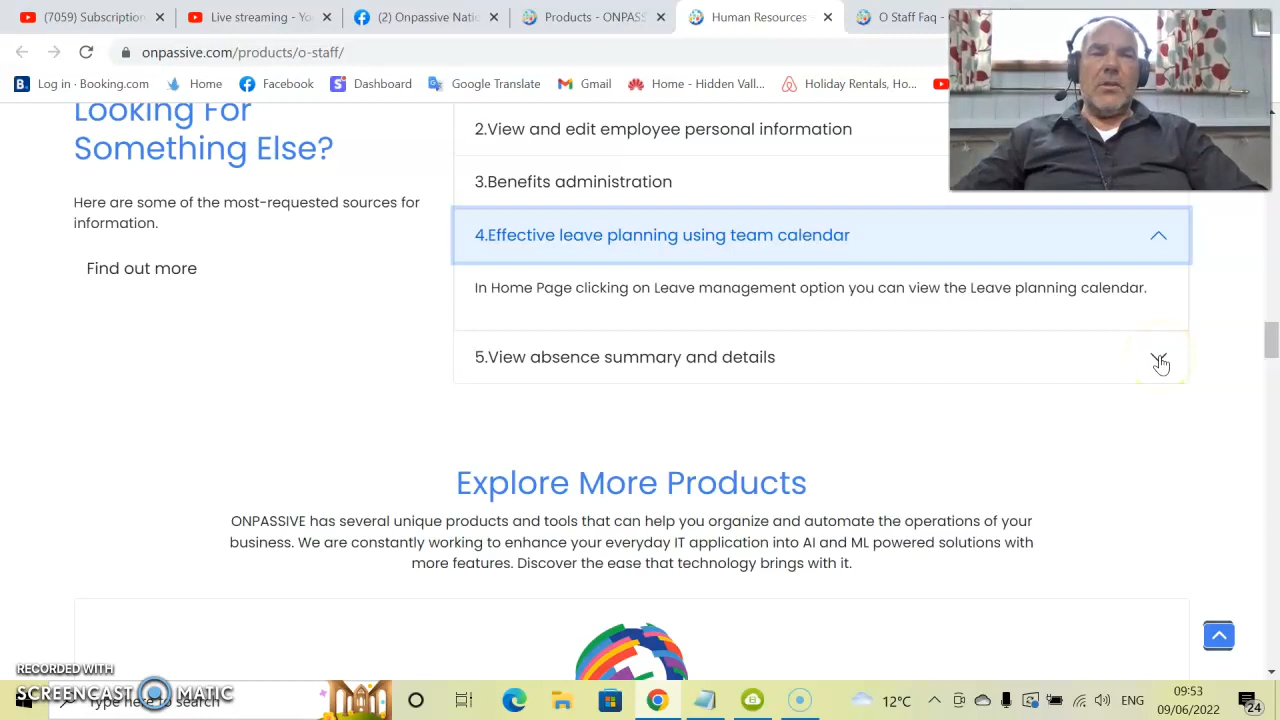 (7059) Subscription
Live streaming - Yo
(2) Onpassive Nati
Products - ONPASS
Human Resources -
O Staff Faq -
onpassive.com/products/o-staff/
Log in · Booking.com
Home
Facebook
Dashboard
Google Translate
Gmail
Home - Hidden Vall...
Holiday Rentals, Ho...
Looking For
Something Else?
Here are some of the most-requested sources for
information.
Find out more
2.View and edit employee personal information
3.Benefits administration
4.Effective leave planning using team calendar
In Home Page clicking on Leave management option you can view the Leave planning calendar.
5.View absence summary and details
Explore More Products
ONPASSIVE has several unique products and tools that can help you organize and automate the operations of your
business. We are constantly working to enhance your everyday IT application into AI and ML powered solutions with
more features. Discover the ease that technology brings with it.
RECORDED WITH
SCREENCAST O MATIC
Type here to search
12°C
ENG
09:53
09/06/2022
24